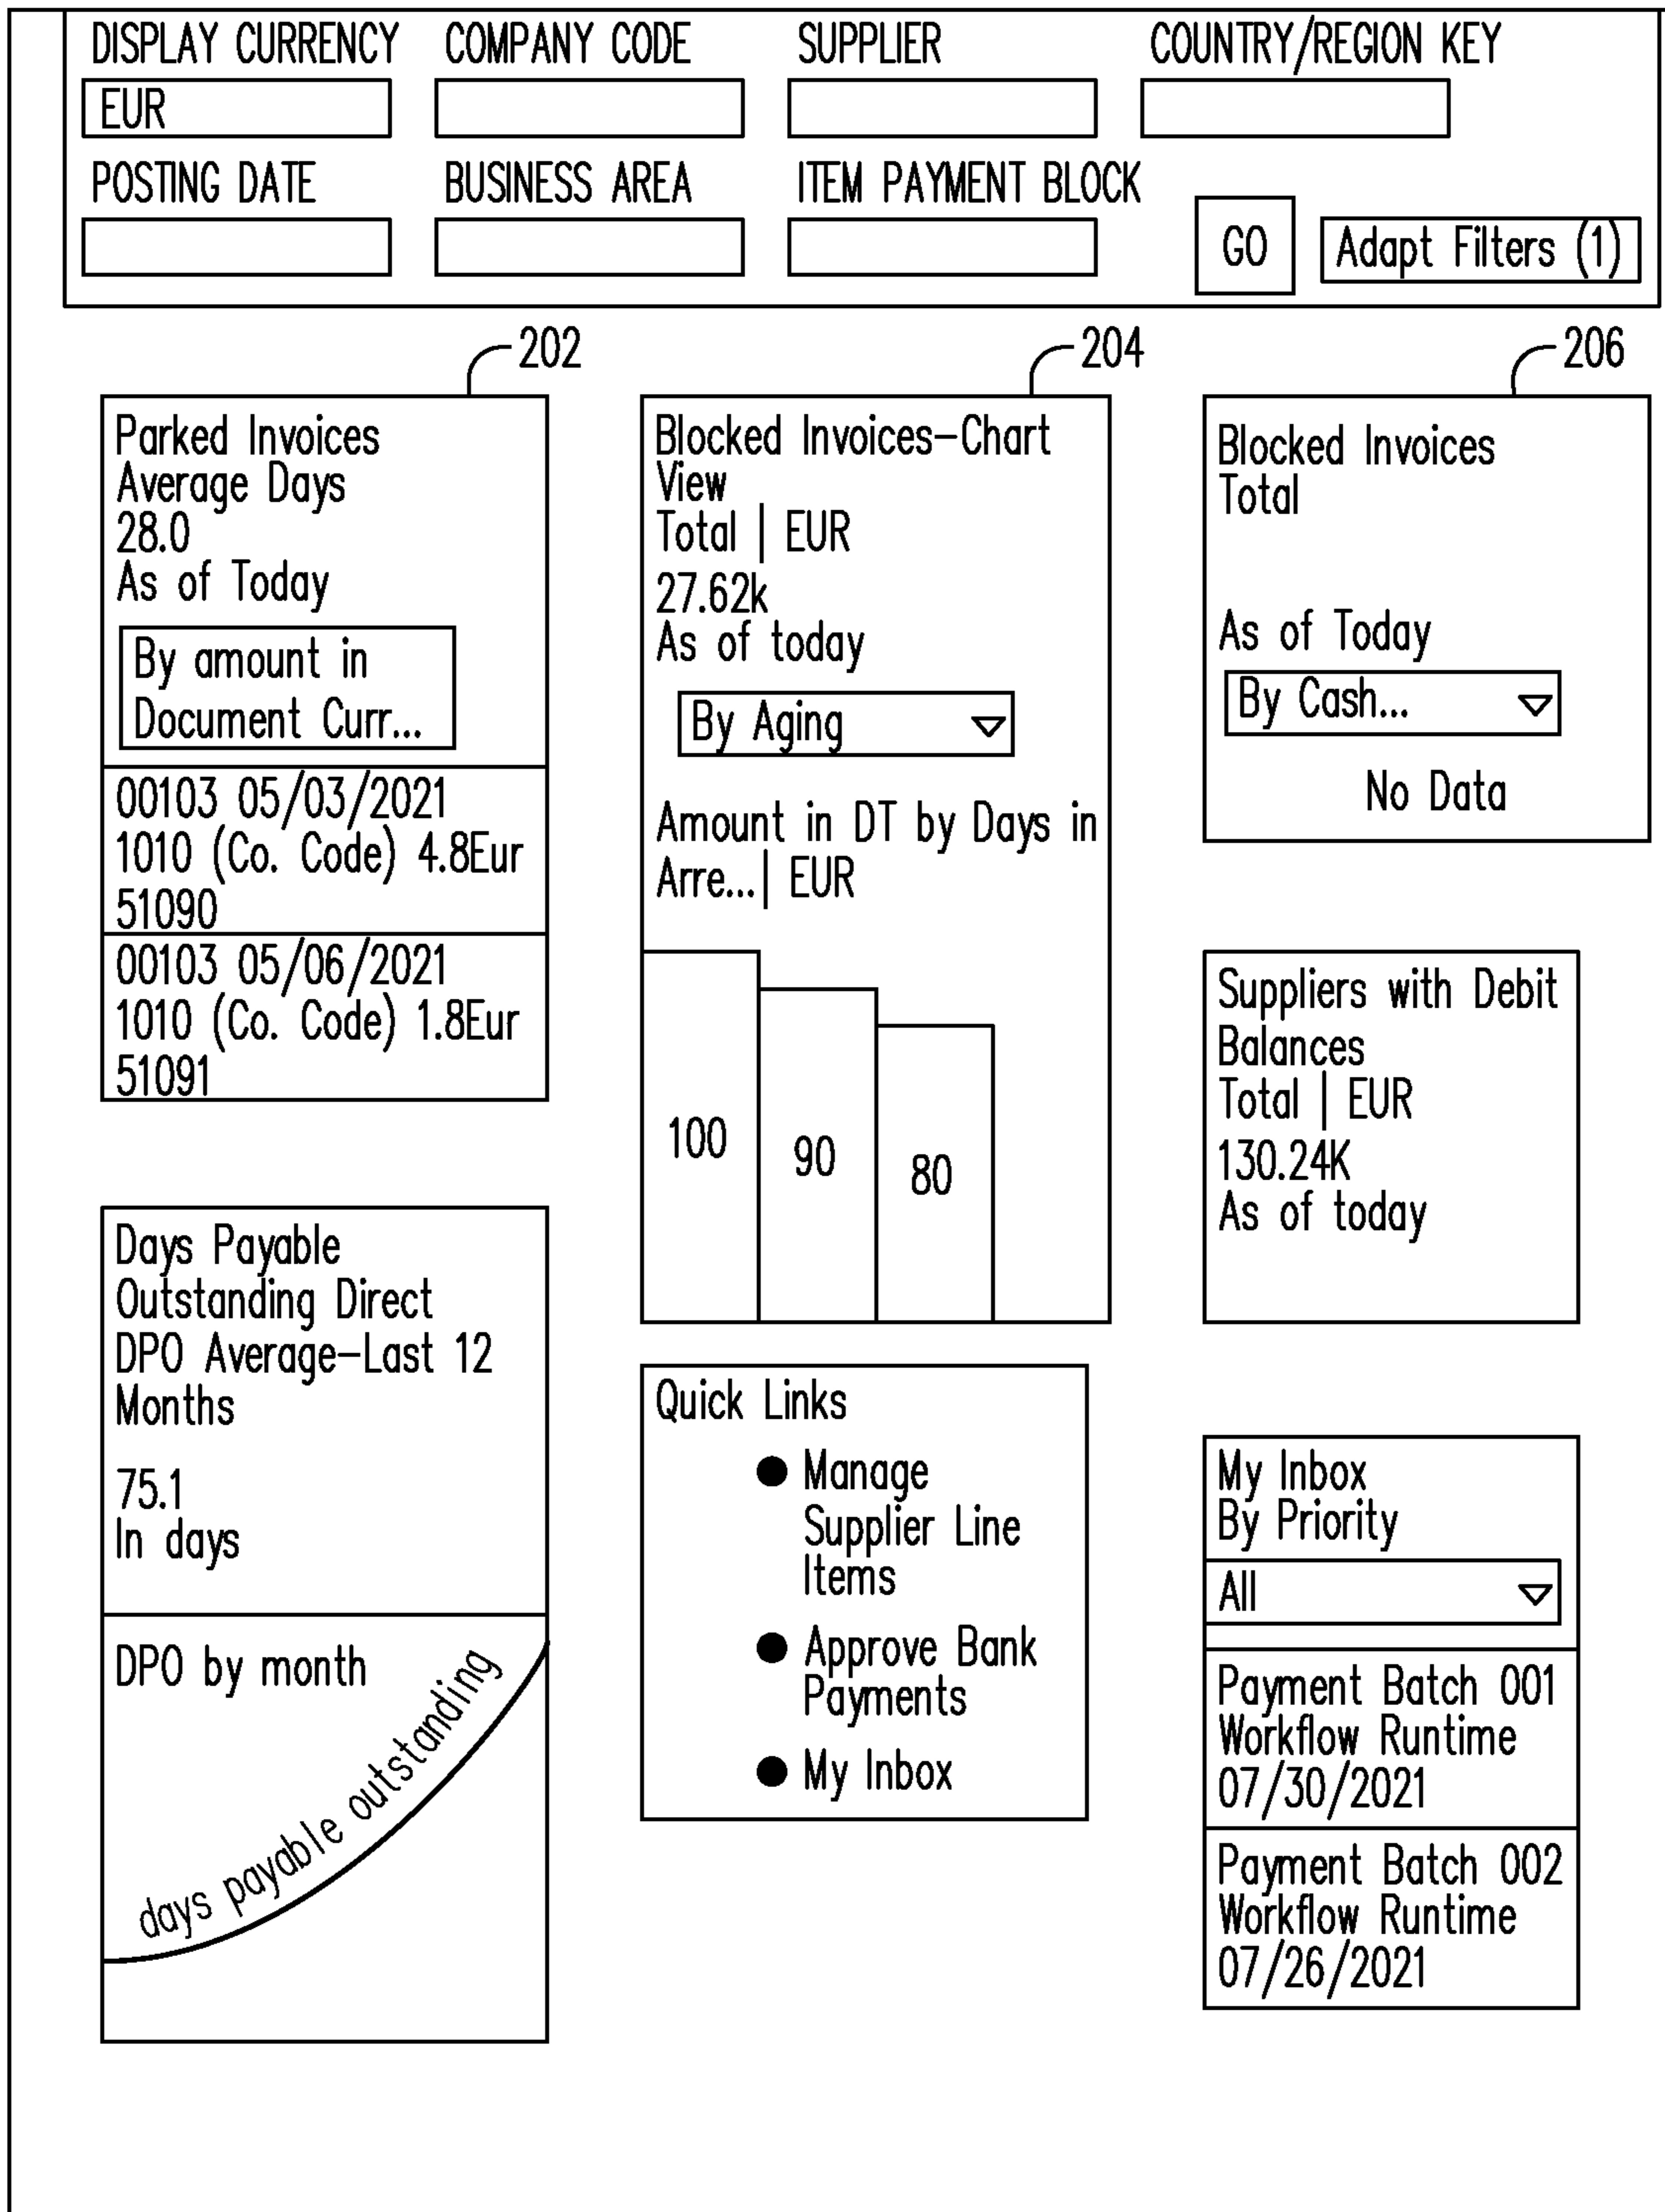 DISPLAY CURRENCY COMPANY CODE SUPPLIER COUNTRY/REGION KEY
EUR
POSTING DATE BUSINESS AREA ITEM PAYMENT BLOCK
GO Adapt Filters (1)
202
Parked Invoices
Average Days
28.0
As of Today
By amount in
Document Curr...
00103 05/03/2021
1010 (Co. Code) 4.8Eur
51090
00103 05/06/2021
1010 (Co. Code) 1.8Eur
51091
204
Blocked Invoices-Chart
View
Total | EUR
27.62k
As of today
By Aging
Amount in DT by Days in
Arre...| EUR
100
90
80
206
Blocked Invoices
Total
As of Today
By Cash...
No Data
Suppliers with Debit
Balances
Total | EUR
130.24K
As of today
Days Payable
Outstanding Direct
DPO Average-Last 12
Months
75.1
In days
DPO by month
days payable outstanding
Quick Links
● Manage
Supplier Line
Items
● Approve Bank
Payments
● My Inbox
My Inbox
By Priority
All
Payment Batch 001
Workflow Runtime
07/30/2021
Payment Batch 002
Workflow Runtime
07/26/2021